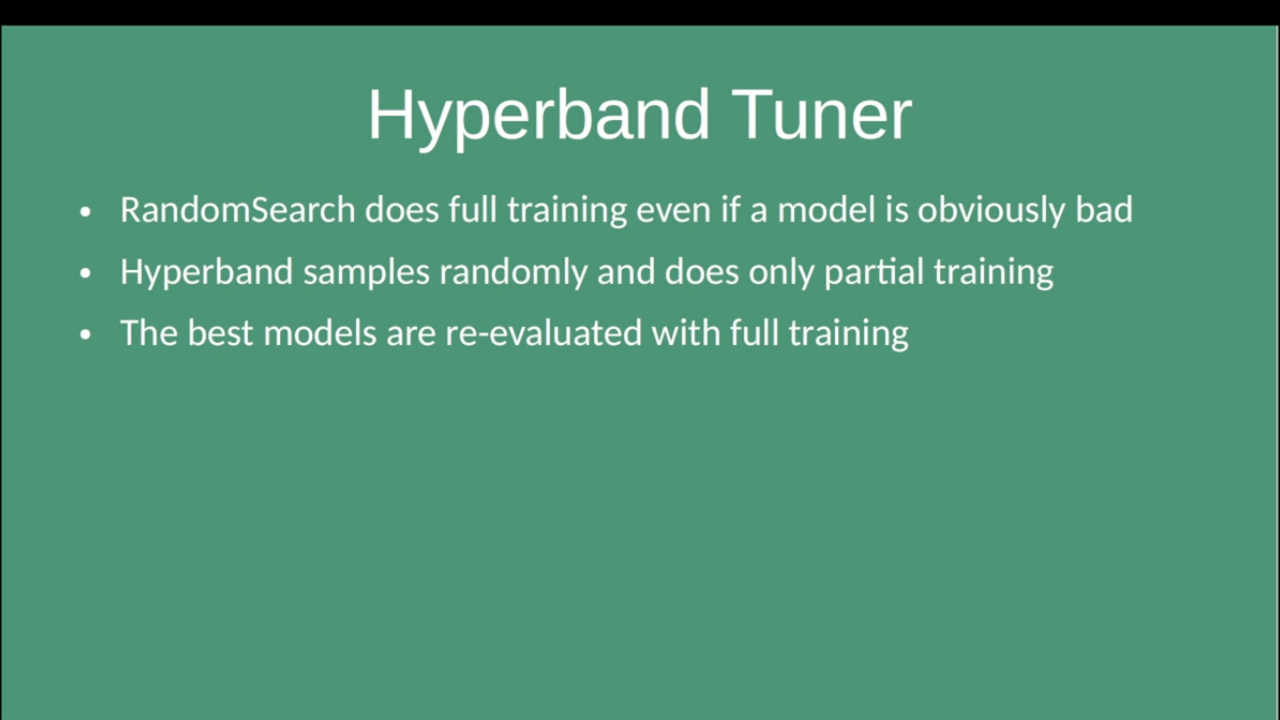 Hyperband Tuner
• RandomSearch does full training even if a model is obviously bad
• Hyperband samples randomly and does only partial training
• The best models are re-evaluated with full training